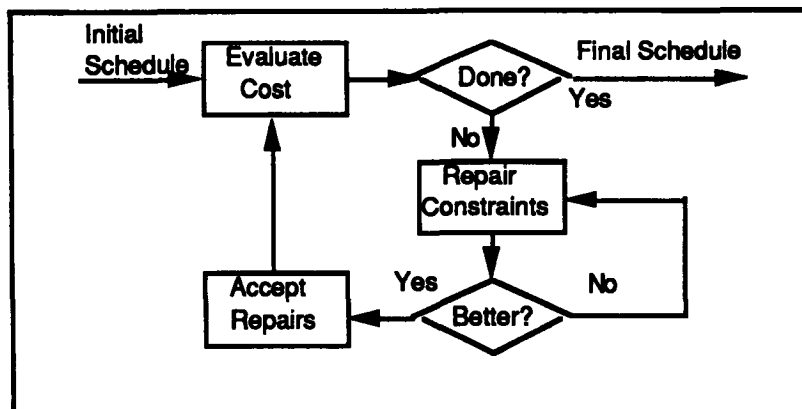 Initial
Schedule
Evaluate
Cost
Done?
Final Schedule
Yes
No
Repair
Constraints
Better?
Yes
No
Accept
Repairs